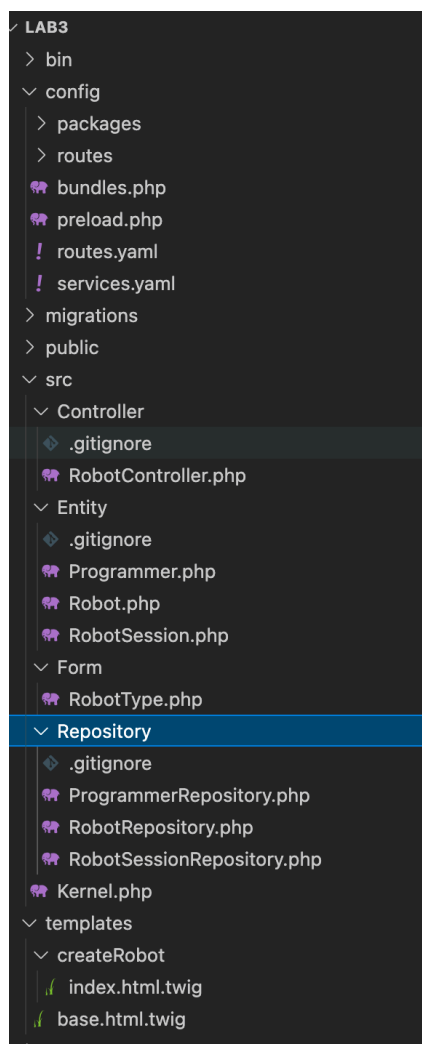 LAB3
bin
config
packages
routes
bundles.php
preload.php
! routes.yaml
! services.yaml
migrations
public
src
Controller
.gitignore
RobotController.php
Entity
.gitignore
Programmer.php
Robot.php
RobotSession.php
Form
RobotType.php
Repository
.gitignore
ProgrammerRepository.php
RobotRepository.php
RobotSessionRepository.php
Kernel.php
templates
createRobot
index.html.twig
base.html.twig